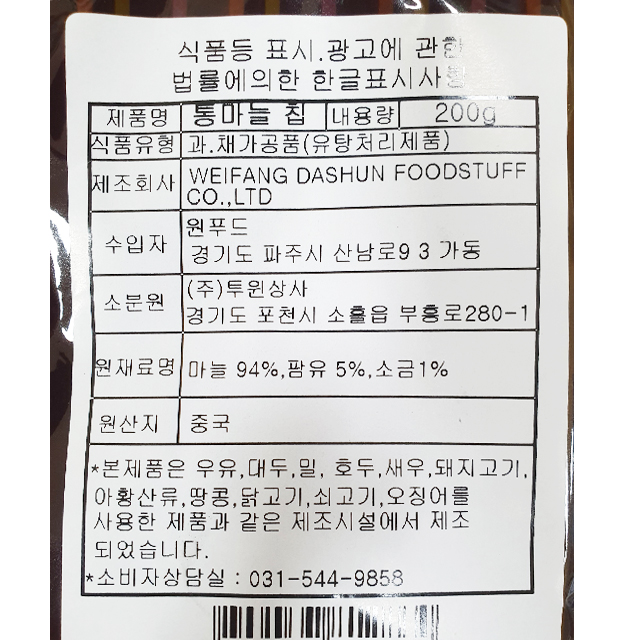 식품등 표시.광고에 관한
법률에의한 한글표시사항
제품명 통마늘 칩 내용량 200g
식품유형 과.채가공품(유탕처리제품)
제조회사 WEIFANG DASHUN FOODSTUFF
CO.,LTD
수입자 원푸드
경기도 파주시 산남로9 3 가동
소분원 (주)투윈상사
경기도 포천시 소흘읍 부흥로280-1
원재료명 마늘 94%,팜유 5%,소금1%
원산지 중국
*본제품은 우유,대두,밀, 호두,새우,돼지고기,
아황산류,땅콩,닭고기,쇠고기,오징어를
사용한 제품과 같은 제조시설에서 제조
되었습니다.
*소비자상담실 : 031-544-9858